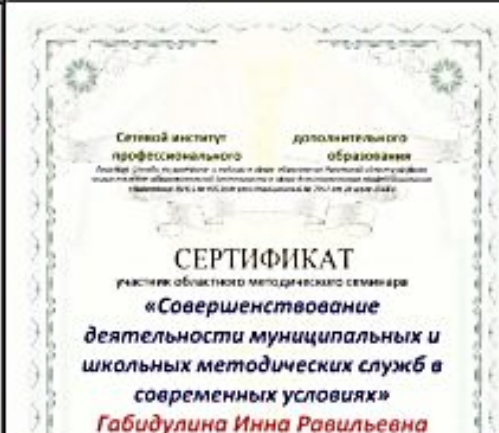 Сетевой институт дополнительного
профессионального образования
СЕРТИФИКАТ
участник областного методического семинара
«Совершенствование
деятельности муниципальных и
школьных методических служб в
современных условиях»
Габидулина Инна Равильевна